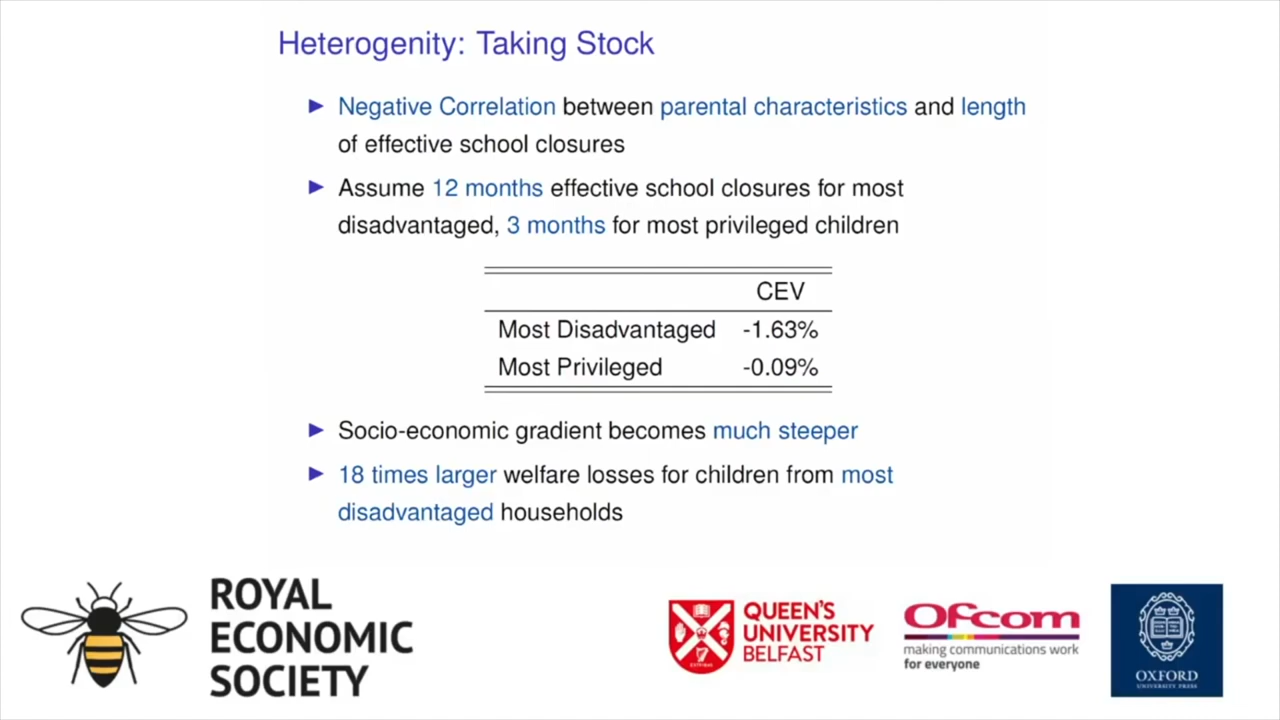 Heterogenity: Taking Stock
Negative Correlation between parental characteristics and length
of effective school closures
Assume 12 months effective school closures for most
disadvantaged, 3 months for most privileged children
CEV
Most Disadvantaged -1.63%
Most Privileged -0.09%
Socio-economic gradient becomes much steeper
18 times larger welfare losses for children from most
disadvantaged households
ROYAL
ECONOMIC
SOCIETY
QUEEN'S
UNIVERSITY
BELFAST
ESTD 1845
Ofcom
making communications work
for everyone
OXFORD
UNIVERSITY PRESS